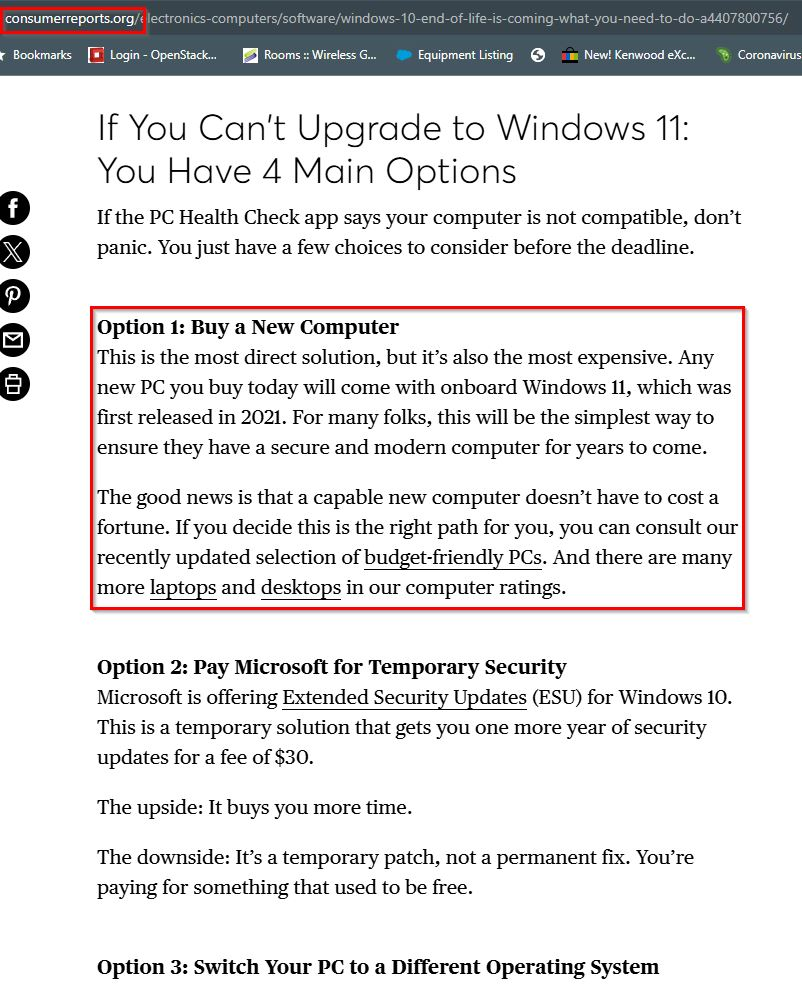 consumerreports.org/electronics-computers/software/windows-10-end-of-life-is-coming-what-you-need-to-do-a4407800756/
Bookmarks Login - OpenStack... Rooms :: Wireless G... Equipment Listing New! Kenwood eXc... Coronavirus
If You Can't Upgrade to Windows 11:
You Have 4 Main Options
If the PC Health Check app says your computer is not compatible, don’t
panic. You just have a few choices to consider before the deadline.
Option 1: Buy a New Computer
This is the most direct solution, but it’s also the most expensive. Any
new PC you buy today will come with onboard Windows 11, which was
first released in 2021. For many folks, this will be the simplest way to
ensure they have a secure and modern computer for years to come.
The good news is that a capable new computer doesn’t have to cost a
fortune. If you decide this is the right path for you, you can consult our
recently updated selection of budget-friendly PCs. And there are many
more laptops and desktops in our computer ratings.
Option 2: Pay Microsoft for Temporary Security
Microsoft is offering Extended Security Updates (ESU) for Windows 10.
This is a temporary solution that gets you one more year of security
updates for a fee of $30.
The upside: It buys you more time.
The downside: It’s a temporary patch, not a permanent fix. You’re
paying for something that used to be free.
Option 3: Switch Your PC to a Different Operating System